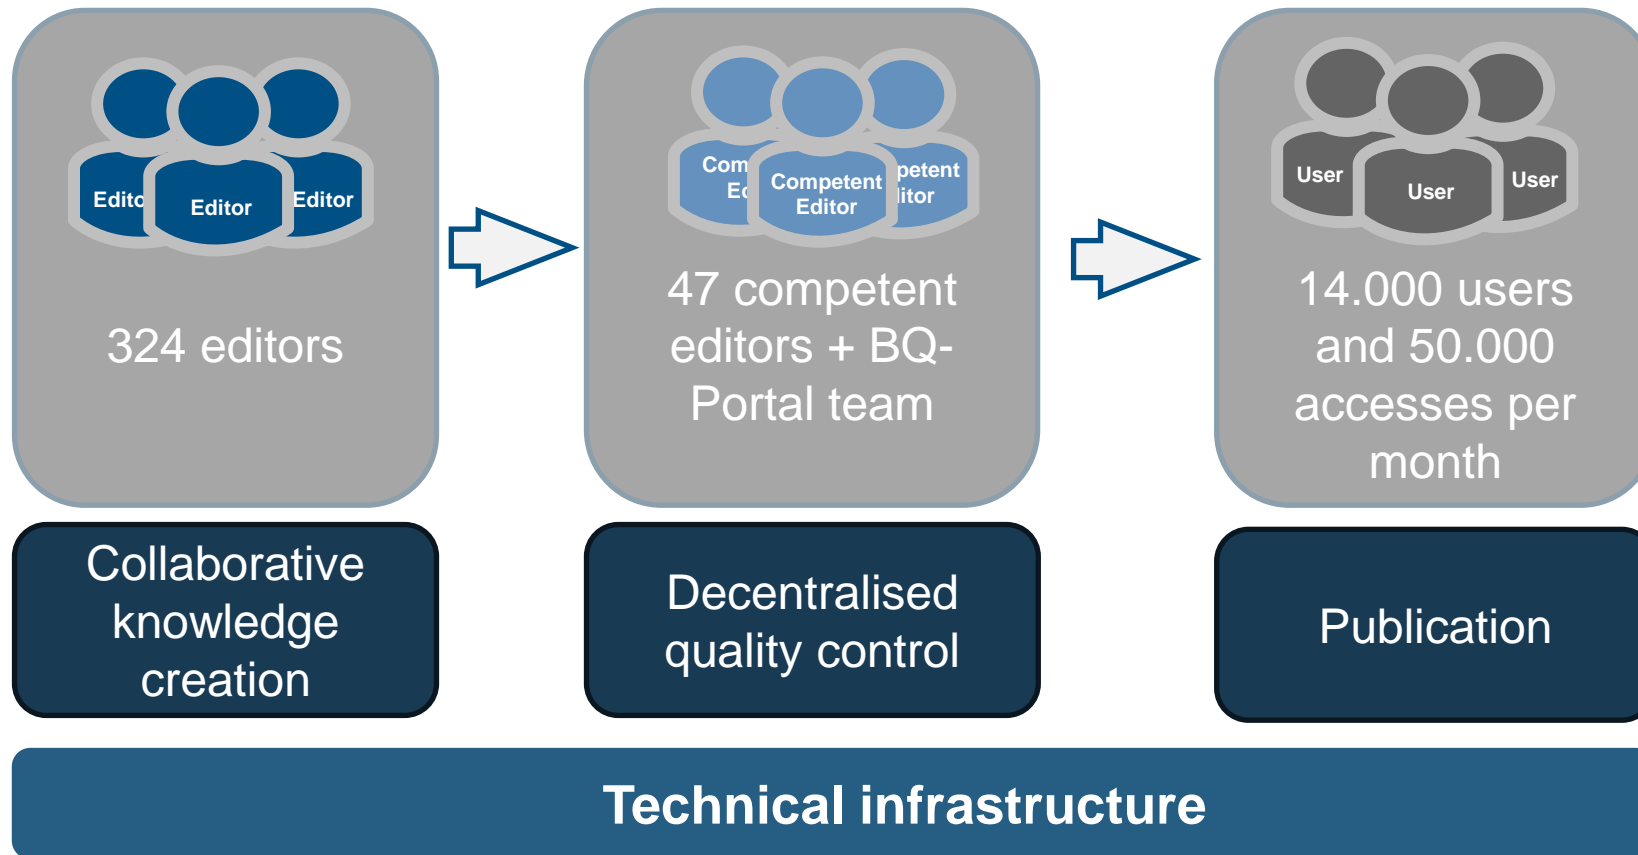 Editor
Editor
324 editors
Competent
Editor
47 competent
editors + BQ-
Portal team
User
User
User
14.000 users
and 50.000
accesses per
month
Collaborative
knowledge
creation
Decentralised
quality control
Publication
Technical infrastructure